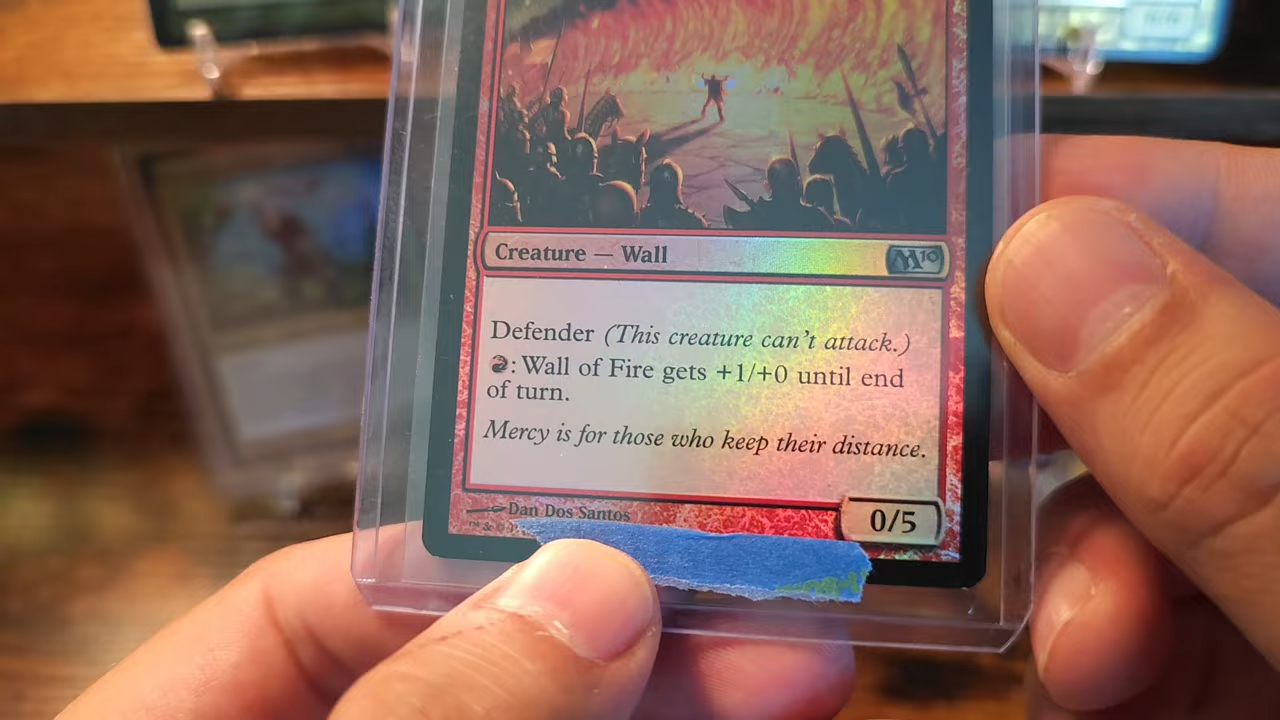 Creature — Wall
M10
Defender (This creature can't attack.)
: Wall of Fire gets +1/+0 until end
of turn.
Mercy is for those who keep their distance.
Dan Dos Santos
0/5
™ & ©